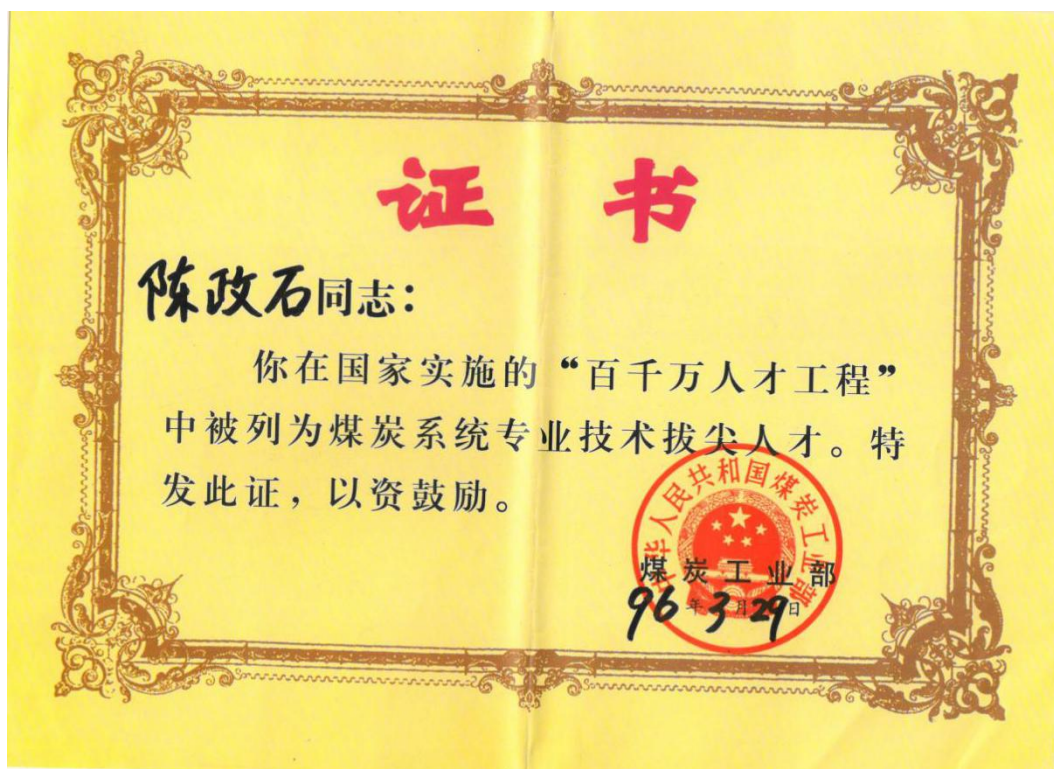 证书
陈政石同志：
你在国家实施的“百千万人才工程”
中被列为煤炭系统专业技术拔尖人才。特
发此证，以资鼓励。
中华人民共和国煤炭工业部
煤炭工业部
96年3月29日